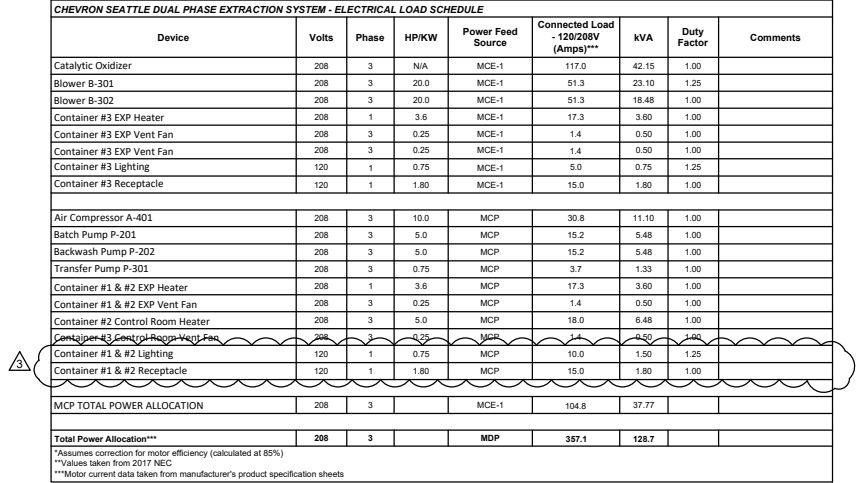 CHEVRON SEATTLE DUAL PHASE EXTRACTION SYSTEM - ELECTRICAL LOAD SCHEDULE
Device Volts Phase HP/KW Power Feed Source Connected Load - 120/208V (Amps)*** kVA Duty Factor Comments
Catalytic Oxidizer 208 3 N/A MCE-1 117.0 42.15 1.00
Blower B-301 208 3 20.0 MCE-1 51.3 23.10 1.25
Blower B-302 208 3 20.0 MCE-1 51.3 18.48 1.00
Container #3 EXP Heater 208 1 3.6 MCE-1 17.3 3.60 1.00
Container #3 EXP Vent Fan 208 3 0.25 MCE-1 1.4 0.50 1.00
Container #3 EXP Vent Fan 208 3 0.25 MCE-1 1.4 0.50 1.00
Container #3 Lighting 120 1 0.75 MCE-1 5.0 0.75 1.25
Container #3 Receptacle 120 1 1.80 MCE-1 15.0 1.80 1.00
Air Compressor A-401 208 3 10.0 MCP 30.8 11.10 1.00
Batch Pump P-201 208 3 5.0 MCP 15.2 5.48 1.00
Backwash Pump P-202 208 3 5.0 MCP 15.2 5.48 1.00
Transfer Pump P-301 208 3 0.75 MCP 3.7 1.33 1.00
Container #1 & #2 EXP Heater 208 1 3.6 MCP 17.3 3.60 1.00
Container #1 & #2 EXP Vent Fan 208 3 0.25 MCP 1.4 0.50 1.00
Container #2 Control Room Heater 208 3 5.0 MCP 18.0 6.48 1.00
Container #3 Control Room Vent Fan 208 3 0.25 MCP 1.4 0.50 1.00
3 Container #1 & #2 Lighting 120 1 0.75 MCP 10.0 1.50 1.25
Container #1 & #2 Receptacle 120 1 1.80 MCP 15.0 1.80 1.00
MCP TOTAL POWER ALLOCATION 208 3 MCE-1 104.8 37.77
Total Power Allocation*** 208 3 MDP 357.1 128.7
*Assumes correction for motor efficiency (calculated at 85%)
**Values taken from 2017 NEC
***Motor current data taken from manufacturer's product specification sheets